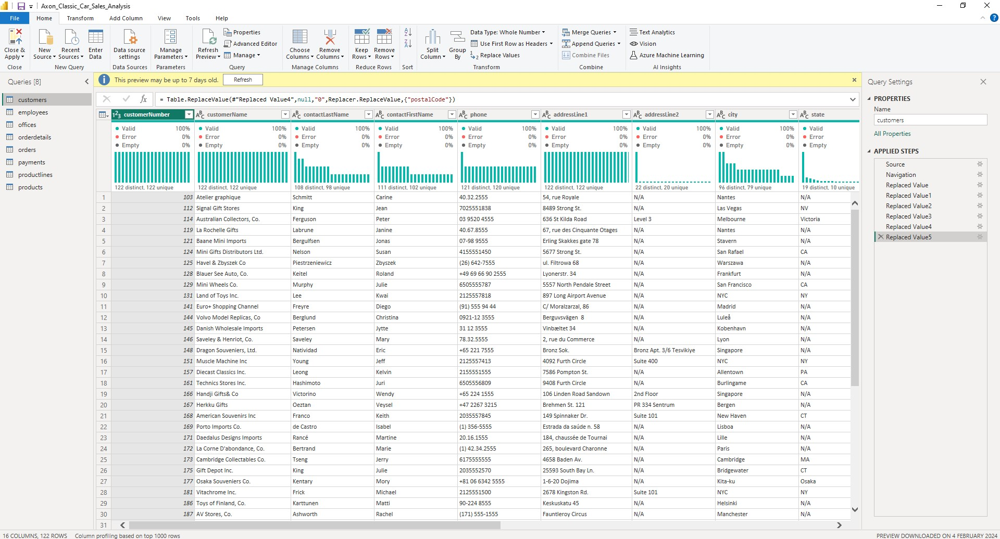 Axon_Classic_Car_Sales_Analysis
File Home Transform Add Column View Tools Help
Close & Apply
Close
New Source
Recent Sources
Enter Data
New Query
Data source settings
Data Sources
Manage Parameters
Parameters
Refresh Preview
Properties
Advanced Editor
Manage
Query
Choose Columns
Remove Columns
Manage Columns
Keep Rows
Remove Rows
Reduce Rows
Sort
Split Column
Group By
Data Type: Whole Number
Use First Row as Headers
Replace Values
Transform
Merge Queries
Append Queries
Combine Files
Combine
Text Analytics
Vision
Azure Machine Learning
AI Insights
Queries [8]
customers
employees
offices
orderdetails
orders
payments
productlines
products
This preview may be up to 7 days old. Refresh
fx = Table.ReplaceValue(#"Replaced Value4",null,"0",Replacer.ReplaceValue,{"postalCode"})
123 customerNumber ABC customerName ABC contactLastName ABC contactFirstName ABC phone ABC addressLine1 ABC addressLine2 ABC city ABC state
Valid 100% Valid 100% Valid 100% Valid 100% Valid 100% Valid 100% Valid 100% Valid 100% Valid
Error 0% Error 0% Error 0% Error 0% Error 0% Error 0% Error 0% Error 0% Error
Empty 0% Empty 0% Empty 0% Empty 0% Empty 0% Empty 0% Empty 0% Empty 0% Empty
122 distinct, 122 unique 122 distinct, 122 unique 108 distinct, 98 unique 111 distinct, 102 unique 121 distinct, 120 unique 122 distinct, 122 unique 22 distinct, 20 unique 96 distinct, 79 unique 19 distinct, 10 unique
1 103 Atelier graphique Schmitt Carine 40.32.2555 54, rue Royale N/A Nantes N/A
2 112 Signal Gift Stores King Jean 7025551838 8489 Strong St. N/A Las Vegas NV
3 114 Australian Collectors, Co. Ferguson Peter 03 9520 4555 636 St Kilda Road Level 3 Melbourne Victoria
4 119 La Rochelle Gifts Labrune Janine 40.67.8555 67, rue des Cinquante Otages N/A Nantes N/A
5 121 Baane Mini Imports Bergulfsen Jonas 07-98 9555 Erling Skakkes gate 78 N/A Stavern N/A
6 124 Mini Gifts Distributors Ltd. Nelson Susan 4155551450 5677 Strong St. N/A San Rafael CA
7 125 Havel & Zbyszek Co Piestrzeniewicz Zbyszek (26) 642-7555 ul. Filtrowa 68 N/A Warszawa N/A
8 128 Blauer See Auto, Co. Keitel Roland +49 69 66 90 2555 Lyonerstr. 34 N/A Frankfurt N/A
9 129 Mini Wheels Co. Murphy Julie 6505555787 5557 North Pendale Street N/A San Francisco CA
10 131 Land of Toys Inc. Lee Kwai 2125557818 897 Long Airport Avenue N/A NYC NY
11 141 Euro+ Shopping Channel Freyre Diego (91) 555 94 44 C/ Moralzarzal, 86 N/A Madrid N/A
12 144 Volvo Model Replicas, Co Berglund Christina 0921-12 3555 Berguvsvägen 8 N/A Luleå N/A
13 145 Danish Wholesale Imports Petersen Jytte 31 12 3555 Vinbæltet 34 N/A Kobenhavn N/A
14 146 Saveley & Henriot, Co. Saveley Mary 78.32.5555 2, rue du Commerce N/A Lyon N/A
15 148 Dragon Souveniers, Ltd. Natividad Eric +65 221 7555 Bronz Sok. Bronz Apt. 3/6 Tesvikiye Singapore N/A
16 151 Muscle Machine Inc Young Jeff 2125557413 4092 Furth Circle Suite 400 NYC NY
17 157 Diecast Classics Inc. Leong Kelvin 2155551555 7586 Pompton St. N/A Allentown PA
18 161 Technics Stores Inc. Hashimoto Juri 6505556809 9408 Furth Circle N/A Burlingame CA
19 166 Handji Gifts& Co Victorino Wendy +65 224 1555 106 Linden Road Sandown 2nd Floor Singapore N/A
20 167 Herkku Gifts Oeztan Veysel +47 2267 3215 Brehmen St. 121 PR 334 Sentrum Bergen N/A
21 168 American Souvenirs Inc Franco Keith 2035557845 149 Spinnaker Dr. Suite 101 New Haven CT
22 169 Porto Imports Co. de Castro Isabel (1) 356-5555 Estrada da saúde n. 58 N/A Lisboa N/A
23 171 Daedalus Designs Imports Rancé Martine 20.16.1555 184, chaussée de Tournai N/A Lille N/A
24 172 La Corne D'abondance, Co. Bertrand Marie (1) 42.34.2555 265, boulevard Charonne N/A Paris N/A
25 173 Cambridge Collectables Co. Tseng Jerry 6175555555 4658 Baden Av. N/A Cambridge MA
26 175 Gift Depot Inc. King Julie 2035552570 25593 South Bay Ln. N/A Bridgewater CT
27 177 Osaka Souveniers Co. Kentary Mory +81 06 6342 5555 1-6-20 Dojima N/A Kita-ku Osaka
28 181 Vitachrome Inc. Frick Michael 2125551500 2678 Kingston Rd. Suite 101 NYC NY
29 186 Toys of Finland, Co. Karttunen Matti 90-224 8555 Keskuskatu 45 N/A Helsinki N/A
30 187 AV Stores, Co. Ashworth Rachel (171) 555-1555 Fauntleroy Circus N/A Manchester N/A
31
Query Settings
PROPERTIES
Name
customers
All Properties
APPLIED STEPS
Source
Navigation
Replaced Value
Replaced Value1
Replaced Value2
Replaced Value3
Replaced Value4
Replaced Value5
16 COLUMNS, 122 ROWS Column profiling based on top 1000 rows
PREVIEW DOWNLOADED ON 4 FEBRUARY 2024